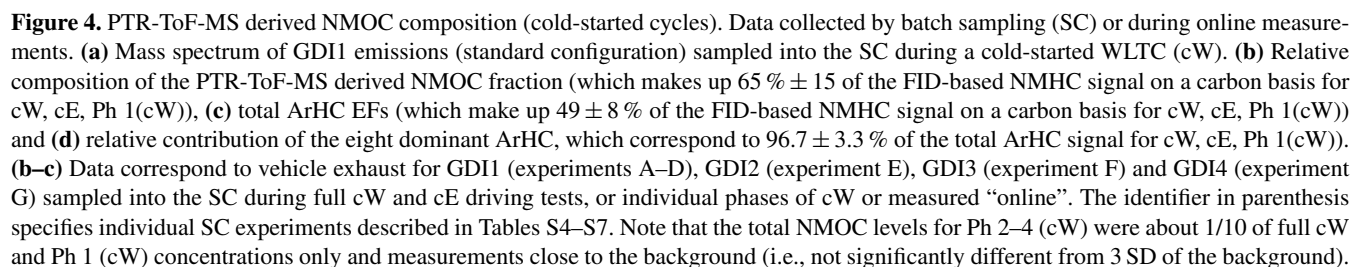 Figure 4. PTR-ToF-MS derived NMOC composition (cold-started cycles). Data collected by batch sampling (SC) or during online measure-
ments. (a) Mass spectrum of GDI1 emissions (standard configuration) sampled into the SC during a cold-started WLTC (cW). (b) Relative
composition of the PTR-ToF-MS derived NMOC fraction (which makes up 65 % ± 15 of the FID-based NMHC signal on a carbon basis for
cW, cE, Ph 1(cW)), (c) total ArHC EFs (which make up 49 ± 8 % of the FID-based NMHC signal on a carbon basis for cW, cE, Ph 1(cW))
and (d) relative contribution of the eight dominant ArHC, which correspond to 96.7 ± 3.3 % of the total ArHC signal for cW, cE, Ph 1(cW)).
(b–c) Data correspond to vehicle exhaust for GDI1 (experiments A–D), GDI2 (experiment E), GDI3 (experiment F) and GDI4 (experiment
G) sampled into the SC during full cW and cE driving tests, or individual phases of cW or measured “online”. The identifier in parenthesis
specifies individual SC experiments described in Tables S4–S7. Note that the total NMOC levels for Ph 2–4 (cW) were about 1/10 of full cW
and Ph 1 (cW) concentrations only and measurements close to the background (i.e., not significantly different from 3 SD of the background).